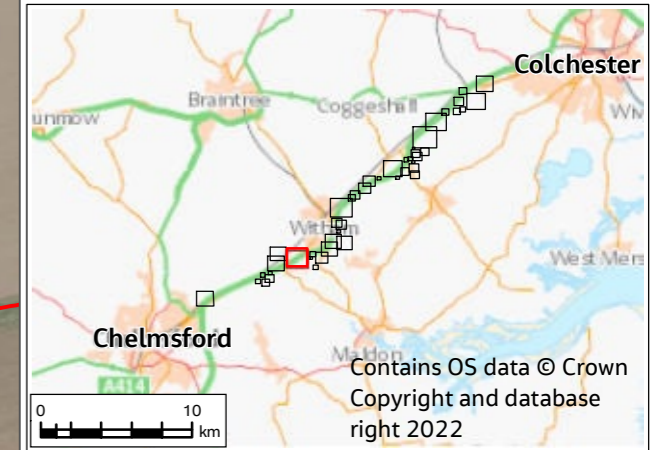 Colchester
Braintree
Coggeshall
unmow
Witham
West Mers
Chelmsford
Maldon
Contains OS data © Crown
Copyright and database
right 2022
A414
0 10
km